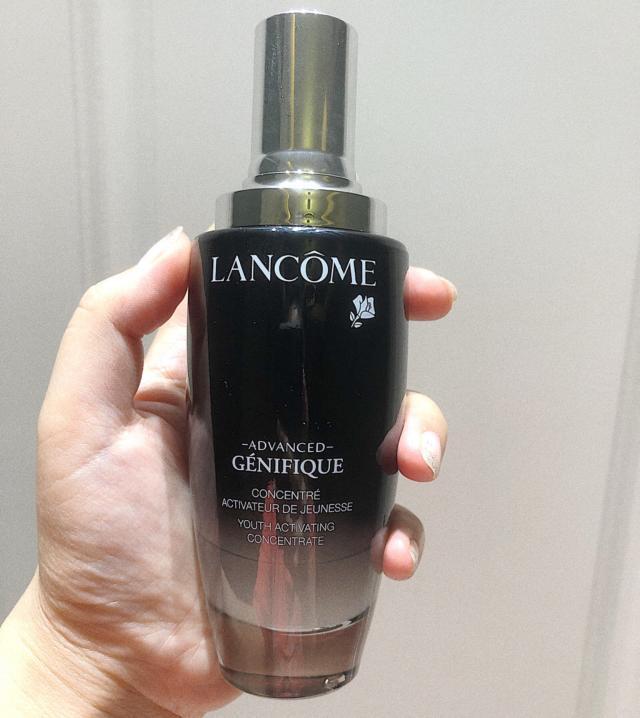 LANCÔME
-ADVANCED-
GÉNIFIQUE
CONCENTRÉ
ACTIVATEUR DE JEUNESSE
YOUTH ACTIVATING
CONCENTRATE